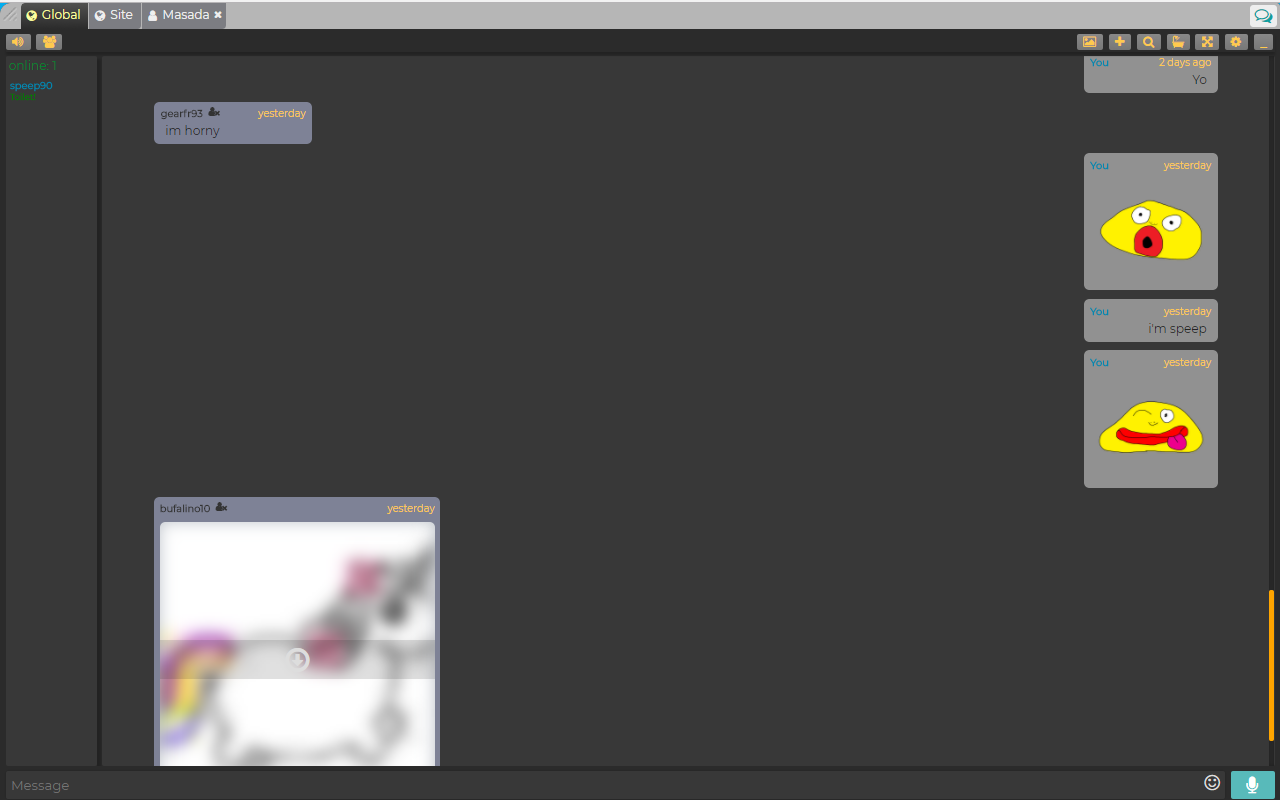 Global Site Masada
online: 1
speep90
Toilet!
You 2 days ago
Yo
gearfr93 yesterday
im horny
You yesterday
You yesterday
i'm speep
You yesterday
bufalino10 yesterday
Message